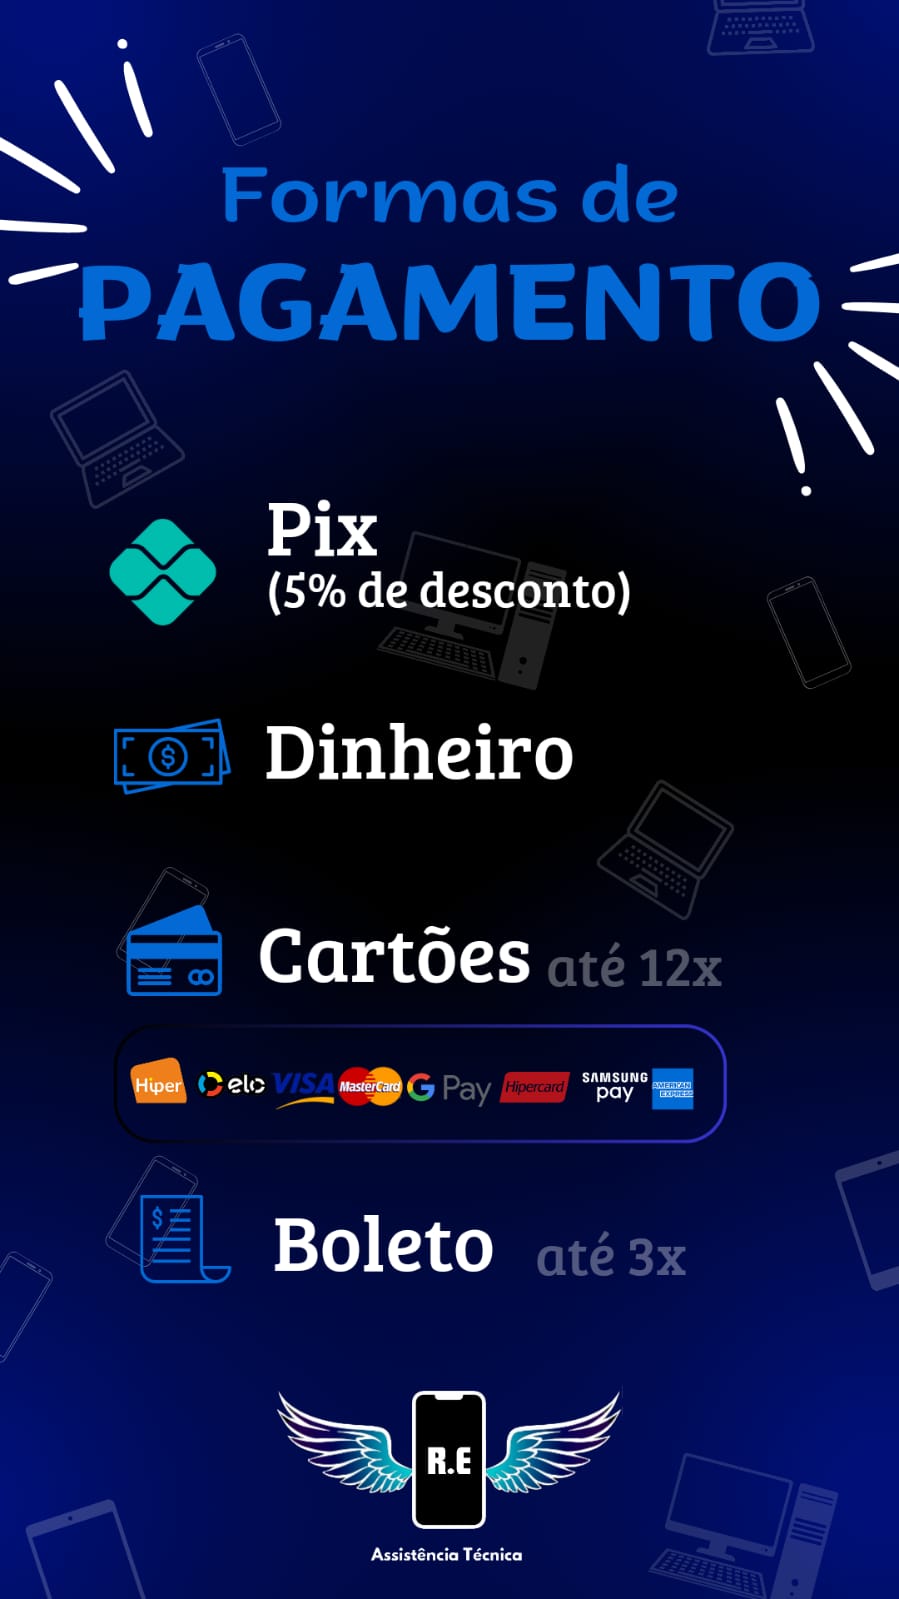 Formas de
PAGAMENTO
Pix
(5% de desconto)
$
Dinheiro
Cartões até 12x
Hiper elo VISA MasterCard G Pay Hipercard SAMSUNG pay AMERICAN EXPRESS
$
Boleto até 3x
R.E
Assistência Técnica